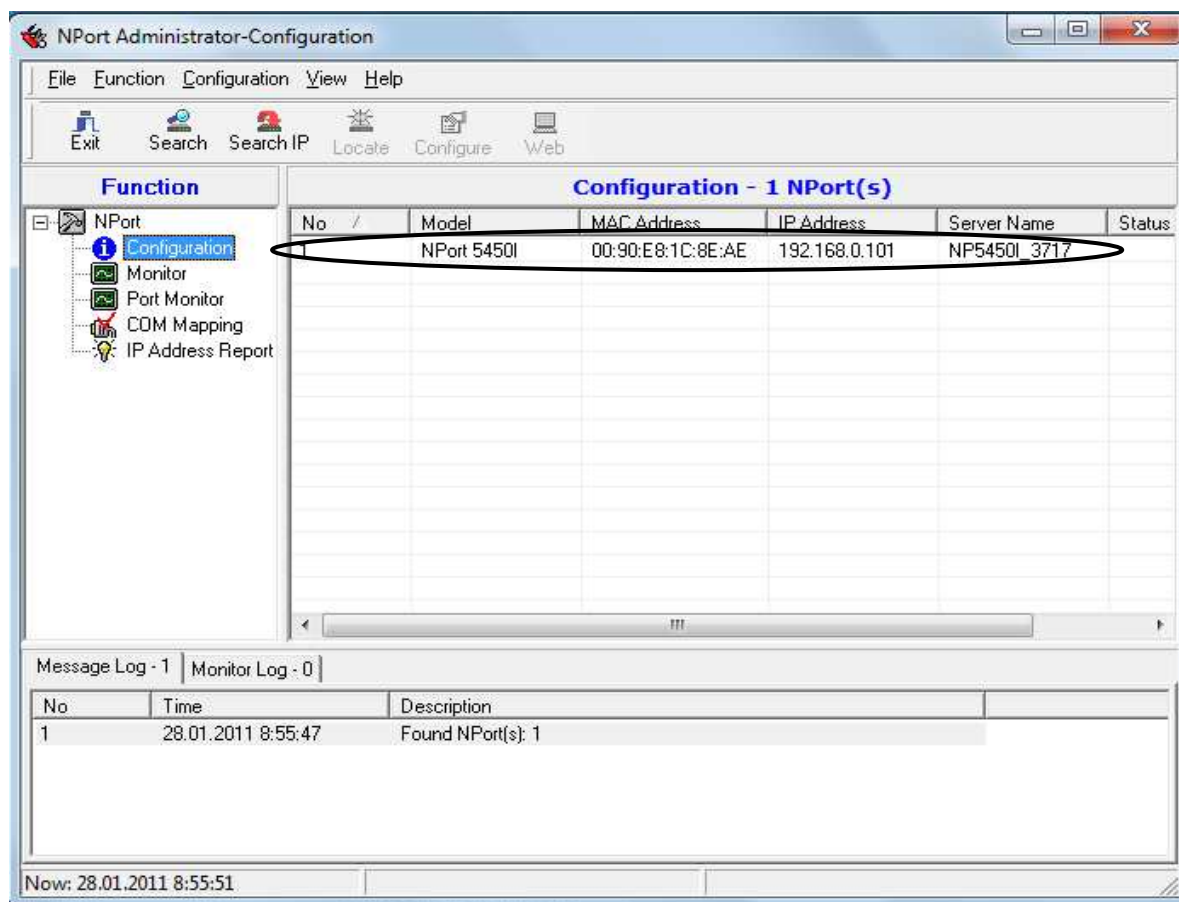 NPort Administrator-Configuration
File Function Configuration View Help
Exit Search Search IP Locate Configure Web
Function
Configuration - 1 NPort(s)
NPort
Configuration
Monitor
Port Monitor
COM Mapping
IP Address Report
No / Model MAC Address IP Address Server Name Status
1 NPort 5450I 00:90:E8:1C:8E:AE 192.168.0.101 NP5450I_3717
Message Log - 1 Monitor Log - 0
No Time Description
1 28.01.2011 8:55:47 Found NPort(s): 1
Now: 28.01.2011 8:55:51